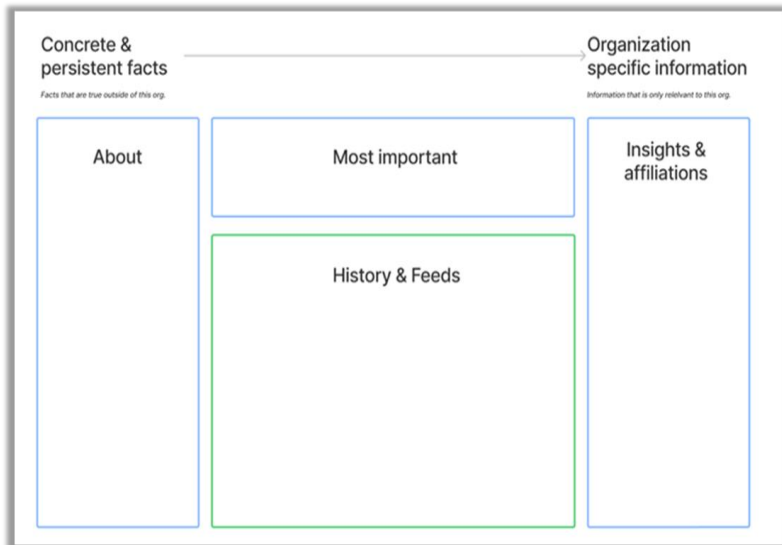 Concrete &
persistent facts
Facts that are true outside of this org.
Organization
specific information
Information that is only relelvant to this org.
About
Most important
Insights &
affiliations
History & Feeds